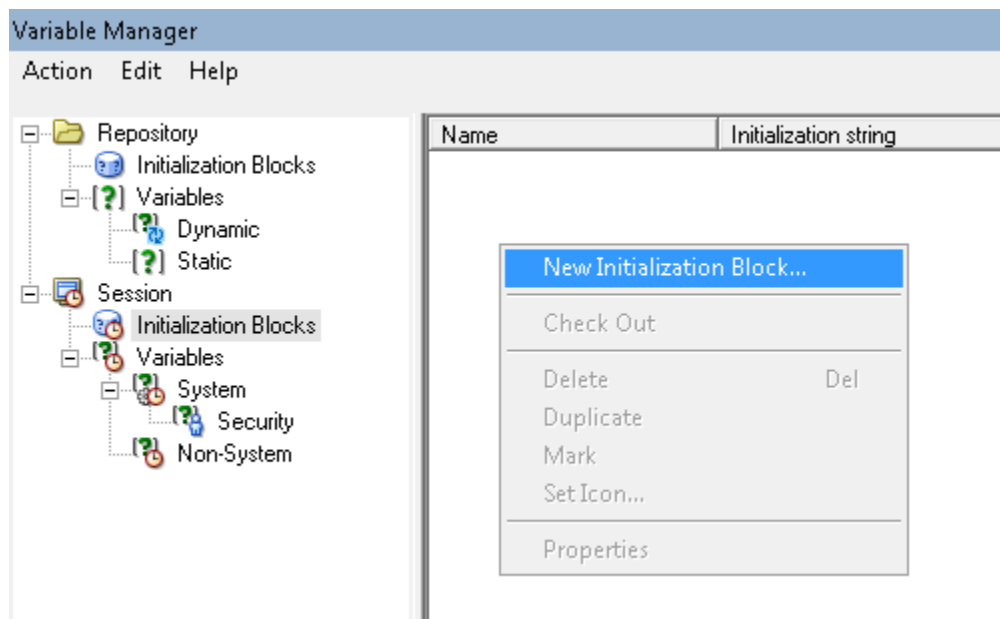 Variable Manager
Action Edit Help
Repository
Initialization Blocks
[?] Variables
[?] Dynamic
[?] Static
Session
Initialization Blocks
[?] Variables
[?] System
[?] Security
[?] Non-System
Name Initialization string
New Initialization Block...
Check Out
Delete Del
Duplicate
Mark
Set Icon...
Properties